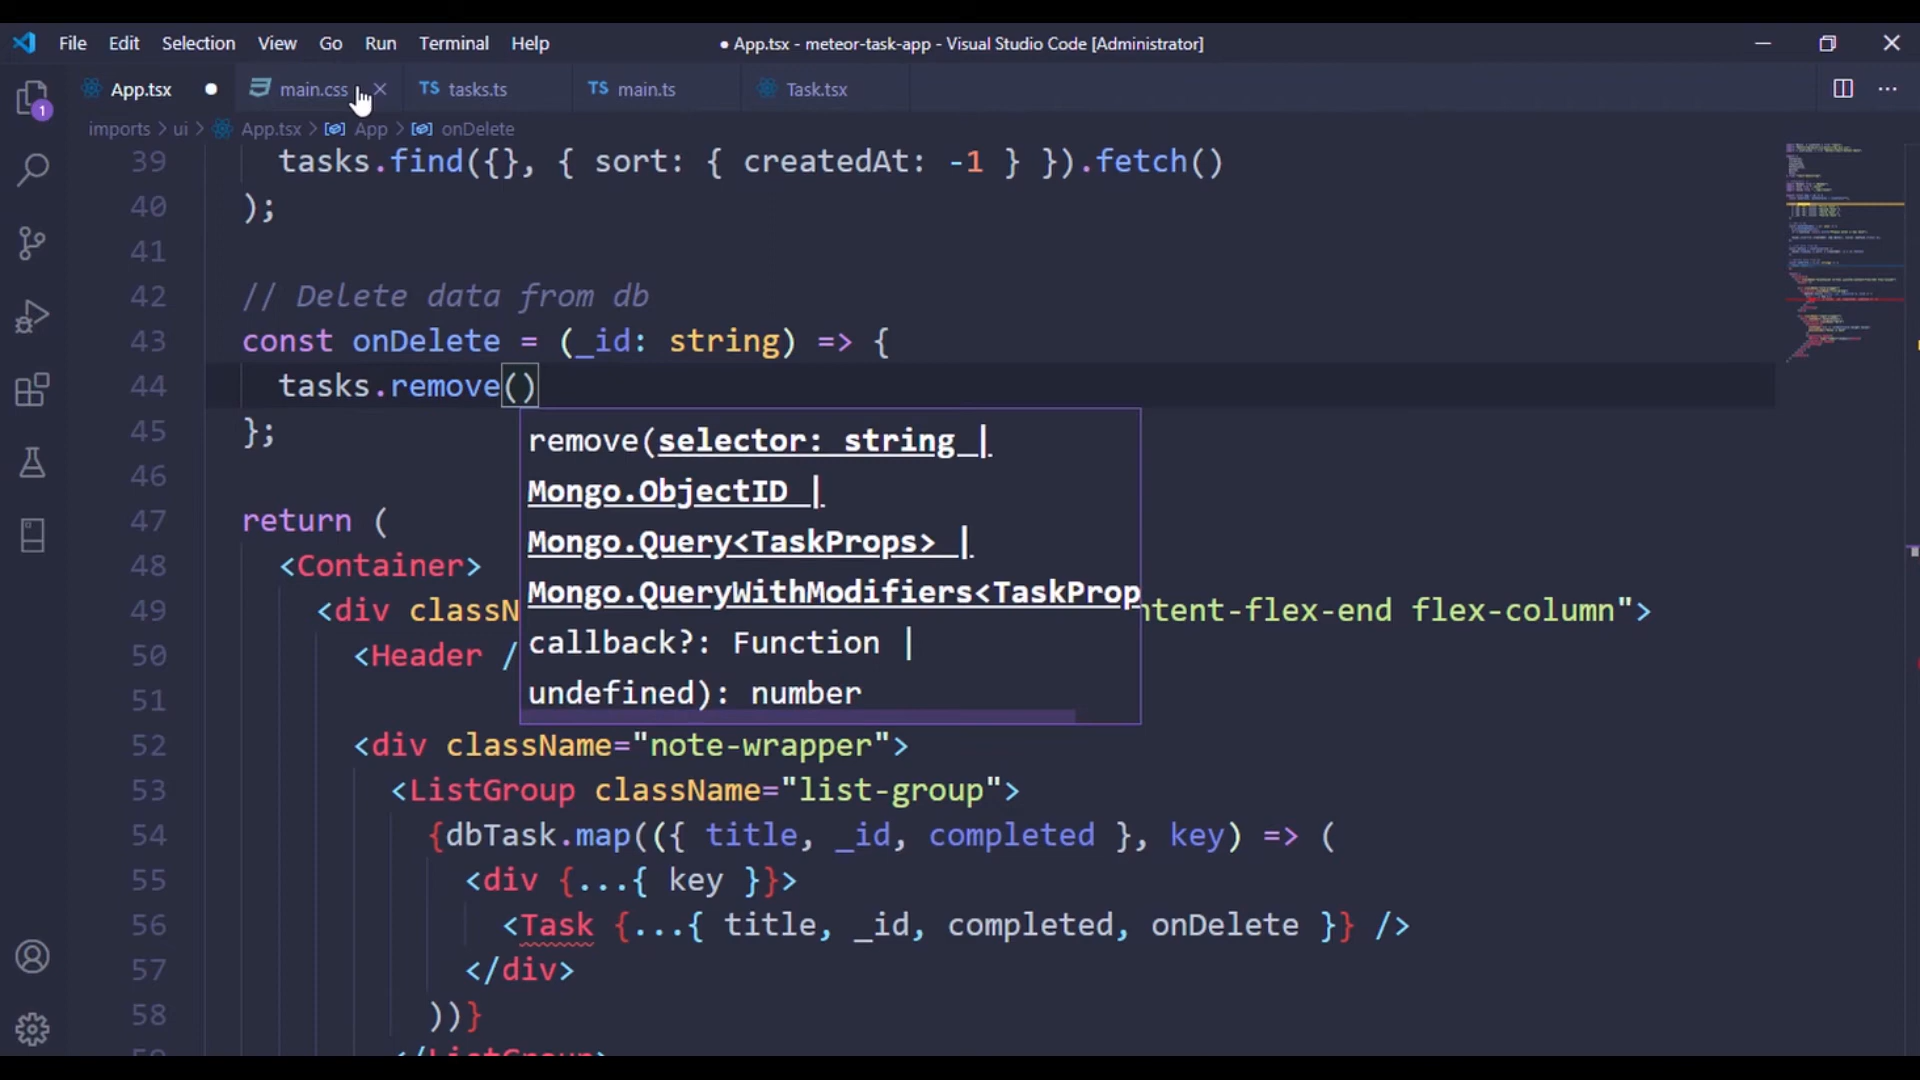 File Edit Selection View Go Run Terminal Help ● App.tsx - meteor-task-app - Visual Studio Code [Administrator]
App.tsx main.css TS tasks.ts TS main.ts Task.tsx
imports > ui > App.tsx > App > onDelete
1
39 tasks.find({}, { sort: { createdAt: -1 } }).fetch()
40 );
41
42 // Delete data from db
43 const onDelete = (_id: string) => {
44 tasks.remove()
45 };
remove(selector: string |
46
Mongo.ObjectID |
47 return (
Mongo.Query<TaskProps> |
48 <Container>
Mongo.QueryWithModifiers<TaskProp
49 <div classN ntent-flex-end flex-column">
callback?: Function |
50 <Header /
undefined): number
51
52 <div className="note-wrapper">
53 <ListGroup className="list-group">
54 {dbTask.map(({ title, _id, completed }, key) => (
55 <div {...{ key }}>
56 <Task {...{ title, _id, completed, onDelete }} />
57 </div>
58 ))}
</ListGroup>